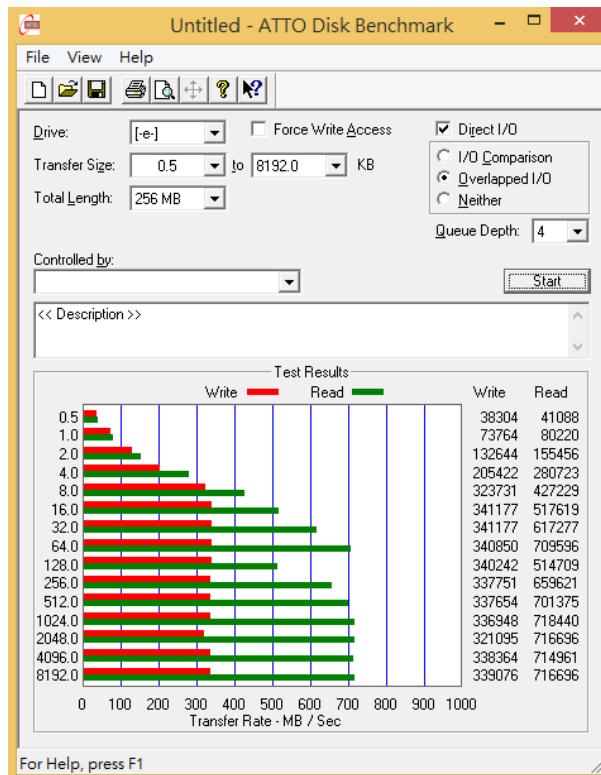 Untitled - ATTO Disk Benchmark
File View Help
Drive: [-e-] Force Write Access Direct I/O
Transfer Size: 0.5 to 8192.0 KB
I/O Comparison
Overlapped I/O
Neither
Total Length: 256 MB
Queue Depth: 4
Controlled by:
Start
<< Description >>
Test Results
Write Read Write Read
0.5 38304 41088
1.0 73764 80220
2.0 132644 155456
4.0 205422 280723
8.0 323731 427229
16.0 341177 517619
32.0 341177 617277
64.0 340850 709596
128.0 340242 514709
256.0 337751 659621
512.0 337654 701375
1024.0 336948 718440
2048.0 321095 716696
4096.0 338364 714961
8192.0 339076 716696
0 100 200 300 400 500 600 700 800 900 1000
Transfer Rate - MB / Sec
For Help, press F1